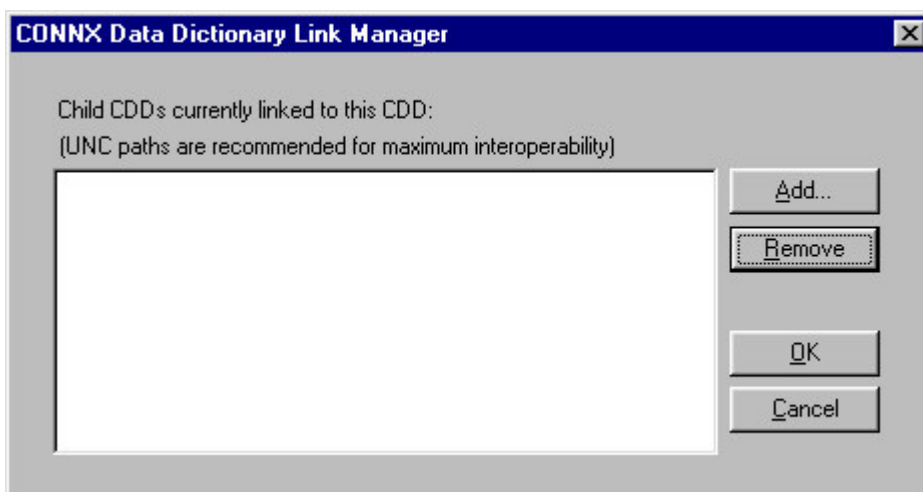 CONNX Data Dictionary Link Manager
Child CDDs currently linked to this CDD:
(UNC paths are recommended for maximum interoperability)
Add...
Remove
OK
Cancel